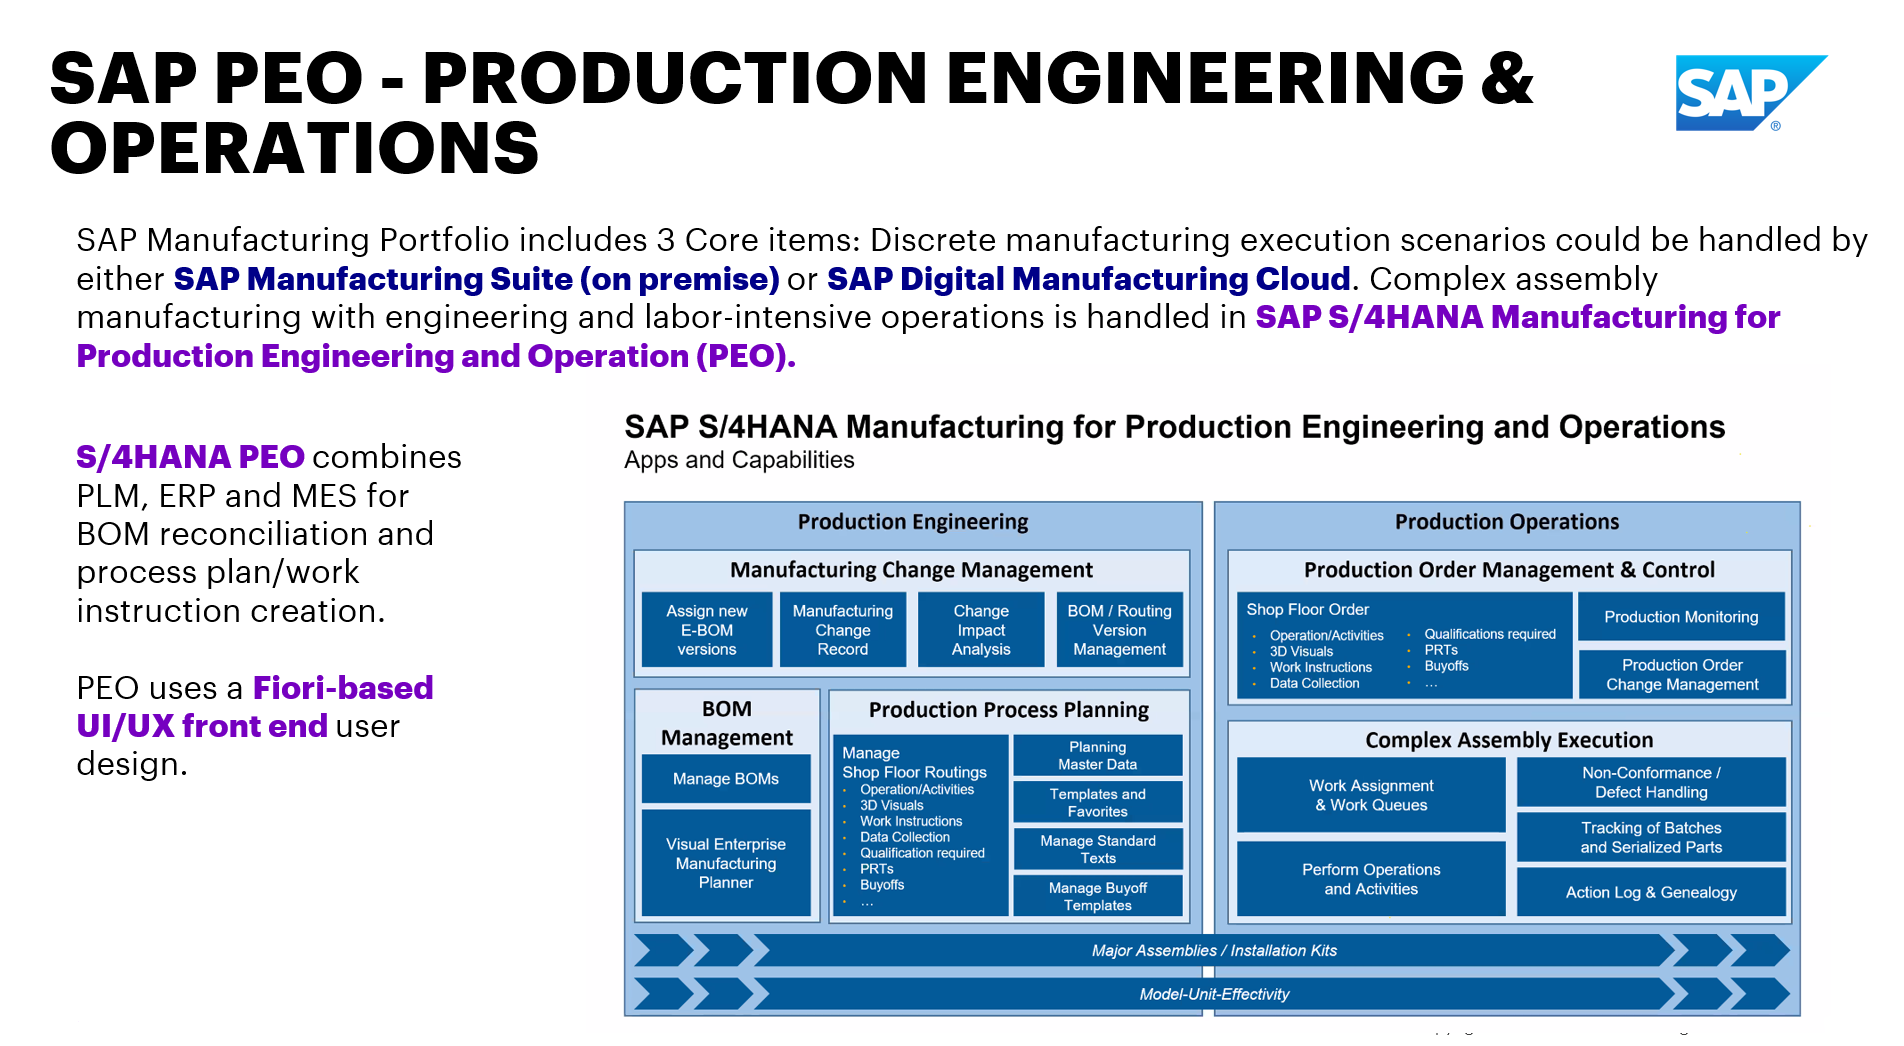 SAP PEO - PRODUCTION ENGINEERING &
OPERATIONS
SAP
®
SAP Manufacturing Portfolio includes 3 Core items: Discrete manufacturing execution scenarios could be handled by
either SAP Manufacturing Suite (on premise) or SAP Digital Manufacturing Cloud. Complex assembly
manufacturing with engineering and labor-intensive operations is handled in SAP S/4HANA Manufacturing for
Production Engineering and Operation (PEO).
S/4HANA PEO combines
PLM, ERP and MES for
BOM reconciliation and
process plan/work
instruction creation.
PEO uses a Fiori-based
UI/UX front end user
design.
SAP S/4HANA Manufacturing for Production Engineering and Operations
Apps and Capabilities
Production Engineering
Manufacturing Change Management
Assign new
E-BOM
versions
Manufacturing
Change
Record
Change
Impact
Analysis
BOM / Routing
Version
Management
BOM
Management
Manage BOMs
Visual Enterprise
Manufacturing
Planner
Production Process Planning
Manage
Shop Floor Routings
• Operation/Activities
• 3D Visuals
• Work Instructions
• Data Collection
• Qualification required
• PRTs
• Buyoffs
• ...
Planning
Master Data
Templates and
Favorites
Manage Standard
Texts
Manage Buyoff
Templates
Production Operations
Production Order Management & Control
Shop Floor Order
• Operation/Activities
• 3D Visuals
• Work Instructions
• Data Collection
• Qualifications required
• PRTs
• Buyoffs
• ...
Production Monitoring
Production Order
Change Management
Complex Assembly Execution
Work Assignment
& Work Queues
Perform Operations
and Activities
Non-Conformance /
Defect Handling
Tracking of Batches
and Serialized Parts
Action Log & Genealogy
Major Assemblies / Installation Kits
Model-Unit-Effectivity